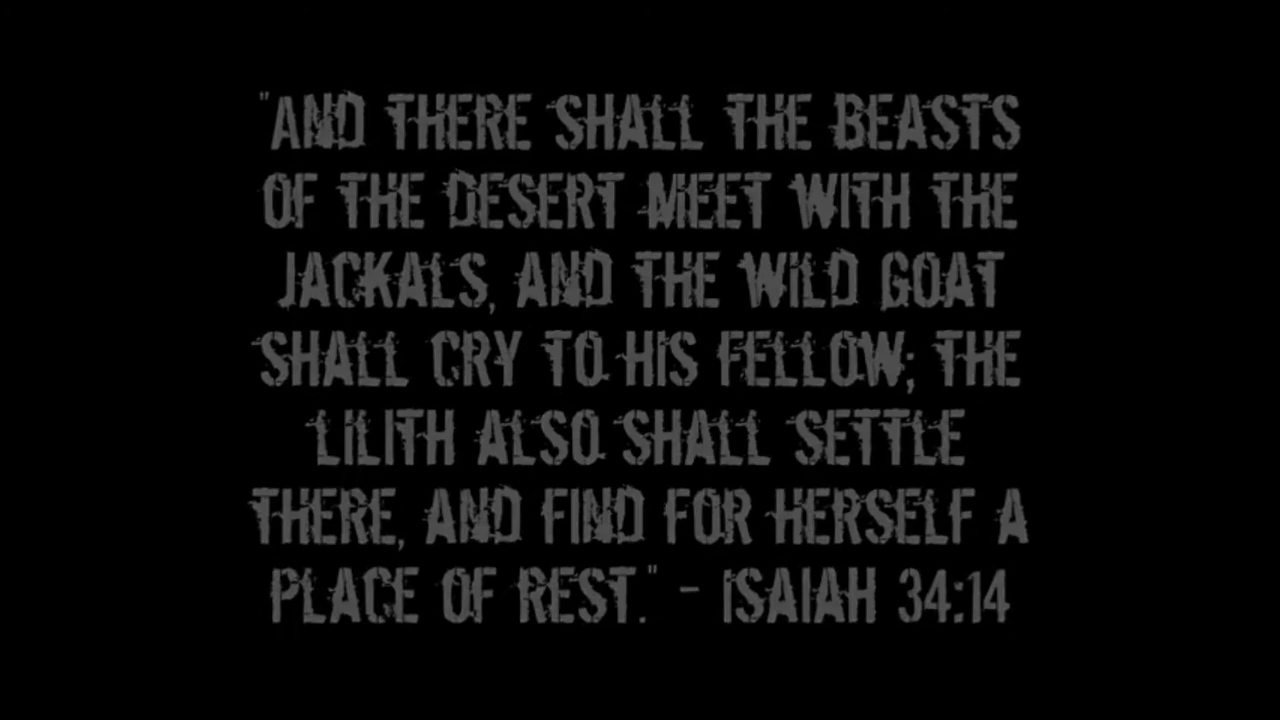 "AND THERE SHALL THE BEASTS
OF THE DESERT MEET WITH THE
JACKALS, AND THE WILD GOAT
SHALL CRY TO HIS FELLOW; THE
LILITH ALSO SHALL SETTLE
THERE, AND FIND FOR HERSELF A
PLACE OF REST." - ISAIAH 34:14